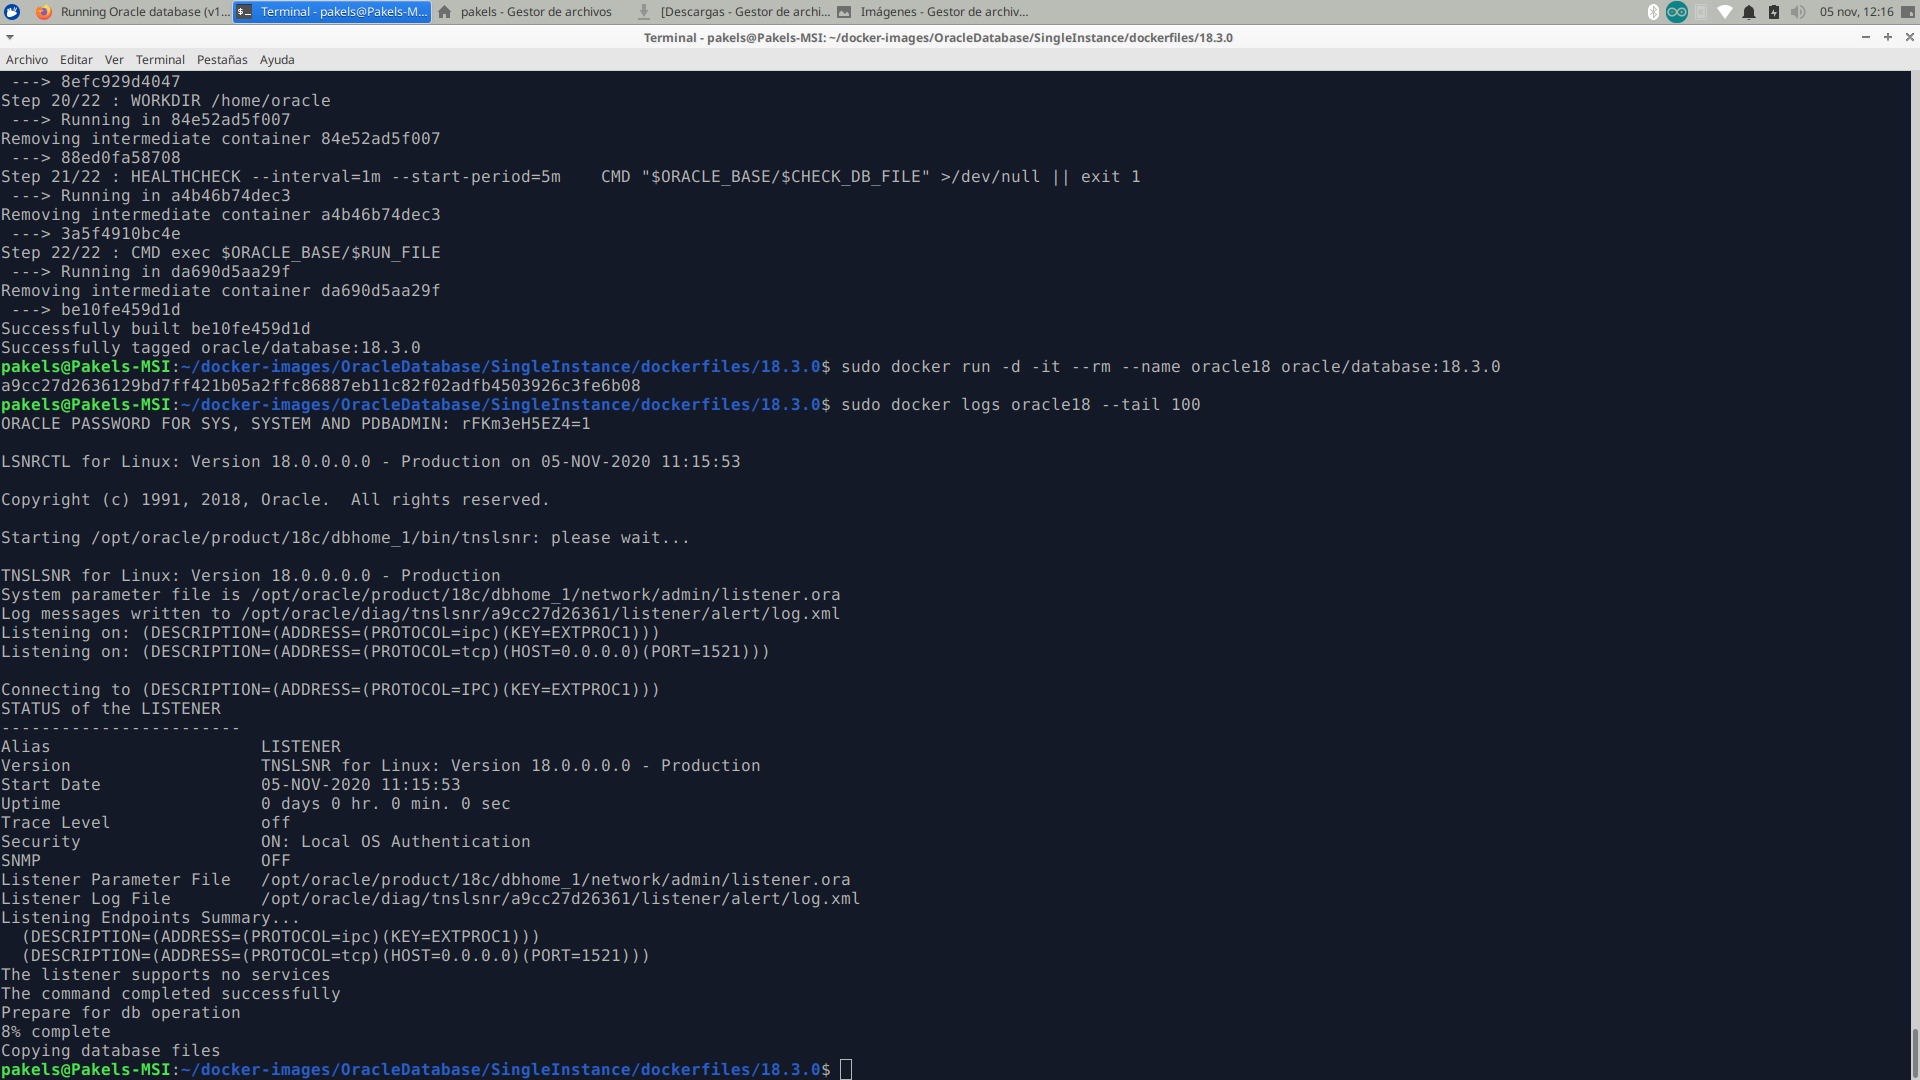 Running Oracle database (v1...
Terminal - pakels@Pakels-M...
pakels - Gestor de archivos
[Descargas - Gestor de archi...
Imágenes - Gestor de archiv...
05 nov, 12:16
Terminal - pakels@Pakels-MSI: ~/docker-images/OracleDatabase/SingleInstance/dockerfiles/18.3.0
Archivo Editar Ver Terminal Pestañas Ayuda
 ---> 8efc929d4047
Step 20/22 : WORKDIR /home/oracle
 ---> Running in 84e52ad5f007
Removing intermediate container 84e52ad5f007
 ---> 88ed0fa58708
Step 21/22 : HEALTHCHECK --interval=1m --start-period=5m    CMD "$ORACLE_BASE/$CHECK_DB_FILE" >/dev/null || exit 1
 ---> Running in a4b46b74dec3
Removing intermediate container a4b46b74dec3
 ---> 3a5f4910bc4e
Step 22/22 : CMD exec $ORACLE_BASE/$RUN_FILE
 ---> Running in da690d5aa29f
Removing intermediate container da690d5aa29f
 ---> be10fe459d1d
Successfully built be10fe459d1d
Successfully tagged oracle/database:18.3.0
pakels@Pakels-MSI:~/docker-images/OracleDatabase/SingleInstance/dockerfiles/18.3.0$ sudo docker run -d -it --rm --name oracle18 oracle/database:18.3.0
a9cc27d2636129bd7ff421b05a2ffc86887eb11c82f02adfb4503926c3fe6b08
pakels@Pakels-MSI:~/docker-images/OracleDatabase/SingleInstance/dockerfiles/18.3.0$ sudo docker logs oracle18 --tail 100
ORACLE PASSWORD FOR SYS, SYSTEM AND PDBADMIN: rFKm3eH5EZ4=1

LSNRCTL for Linux: Version 18.0.0.0.0 - Production on 05-NOV-2020 11:15:53

Copyright (c) 1991, 2018, Oracle.  All rights reserved.

Starting /opt/oracle/product/18c/dbhome_1/bin/tnslsnr: please wait...

TNSLSNR for Linux: Version 18.0.0.0.0 - Production
System parameter file is /opt/oracle/product/18c/dbhome_1/network/admin/listener.ora
Log messages written to /opt/oracle/diag/tnslsnr/a9cc27d26361/listener/alert/log.xml
Listening on: (DESCRIPTION=(ADDRESS=(PROTOCOL=ipc)(KEY=EXTPROC1)))
Listening on: (DESCRIPTION=(ADDRESS=(PROTOCOL=tcp)(HOST=0.0.0.0)(PORT=1521)))

Connecting to (DESCRIPTION=(ADDRESS=(PROTOCOL=IPC)(KEY=EXTPROC1)))
STATUS of the LISTENER
------------------------
Alias                     LISTENER
Version                   TNSLSNR for Linux: Version 18.0.0.0.0 - Production
Start Date                05-NOV-2020 11:15:53
Uptime                    0 days 0 hr. 0 min. 0 sec
Trace Level               off
Security                  ON: Local OS Authentication
SNMP                      OFF
Listener Parameter File   /opt/oracle/product/18c/dbhome_1/network/admin/listener.ora
Listener Log File         /opt/oracle/diag/tnslsnr/a9cc27d26361/listener/alert/log.xml
Listening Endpoints Summary...
  (DESCRIPTION=(ADDRESS=(PROTOCOL=ipc)(KEY=EXTPROC1)))
  (DESCRIPTION=(ADDRESS=(PROTOCOL=tcp)(HOST=0.0.0.0)(PORT=1521)))
The listener supports no services
The command completed successfully
Prepare for db operation
8% complete
Copying database files
pakels@Pakels-MSI:~/docker-images/OracleDatabase/SingleInstance/dockerfiles/18.3.0$